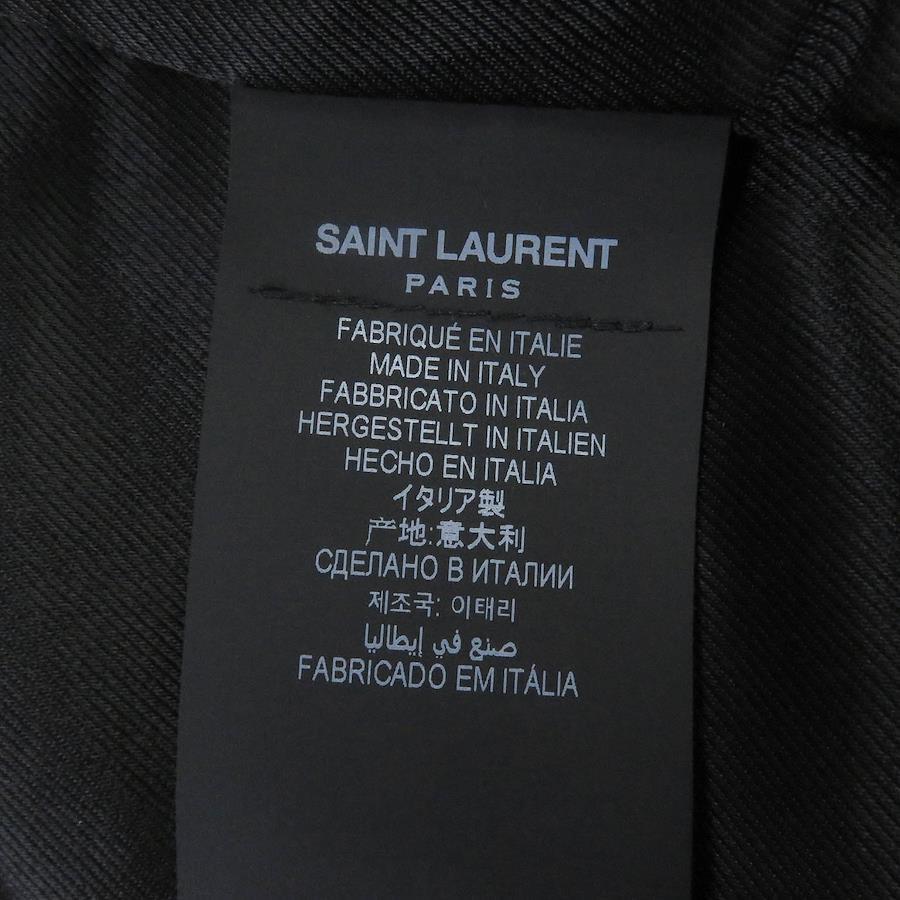 SAINT LAURENT
PARIS
FABRIQUÉ EN ITALIE
MADE IN ITALY
FABBRICATO IN ITALIA
HERGESTELLT IN ITALIEN
HECHO EN ITALIA
イタリア製
产地:意大利
СДЕЛАНО В ИТАЛИИ
제조국: 이태리
صنع في إيطاليا
FABRICADO EM ITÁLIA